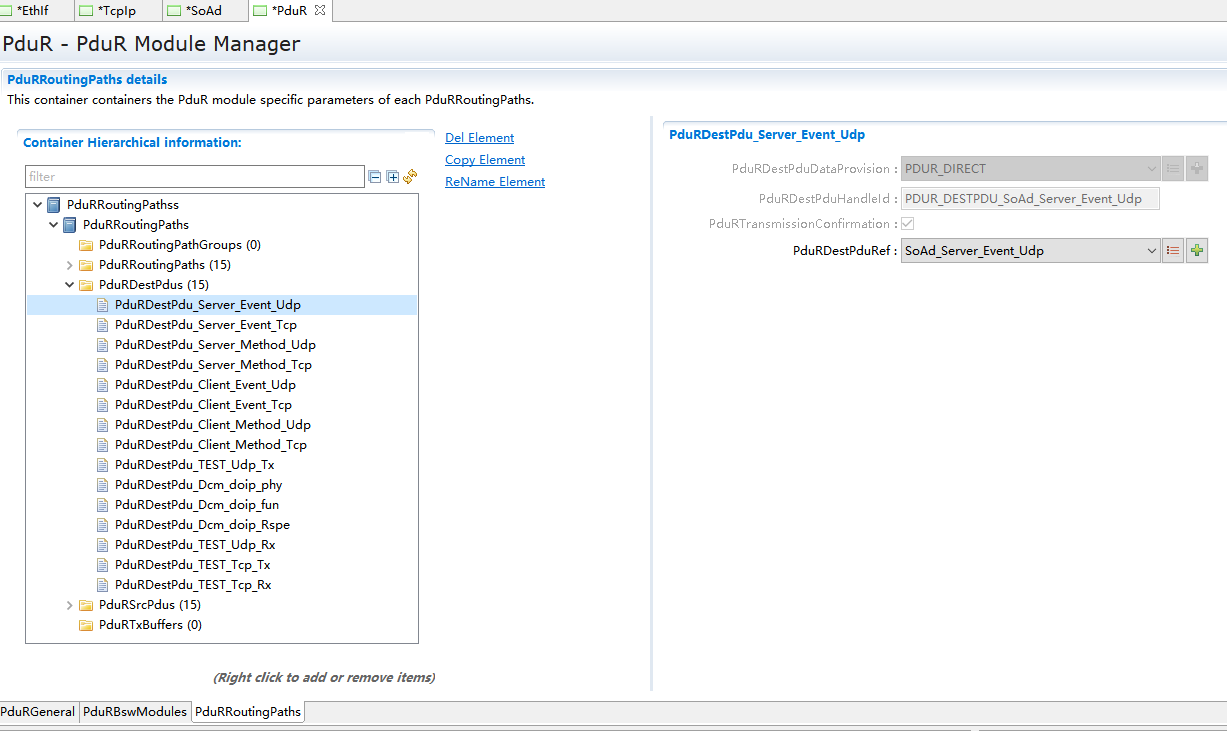 *EthIf *TcpIp *SoAd *PduR
PduR - PduR Module Manager
PduRRoutingPaths details
This container containers the PduR module specific parameters of each PduRRoutingPaths.
Container Hierarchical information:
filter
Del Element
Copy Element
ReName Element
PduRRoutingPathss
PduRRoutingPaths
PduRRoutingPathGroups (0)
PduRRoutingPaths (15)
PduRDestPdus (15)
PduRDestPdu_Server_Event_Udp
PduRDestPdu_Server_Event_Tcp
PduRDestPdu_Server_Method_Udp
PduRDestPdu_Server_Method_Tcp
PduRDestPdu_Client_Event_Udp
PduRDestPdu_Client_Event_Tcp
PduRDestPdu_Client_Method_Udp
PduRDestPdu_Client_Method_Tcp
PduRDestPdu_TEST_Udp_Tx
PduRDestPdu_Dcm_doip_phy
PduRDestPdu_Dcm_doip_fun
PduRDestPdu_Dcm_doip_Rspe
PduRDestPdu_TEST_Udp_Rx
PduRDestPdu_TEST_Tcp_Tx
PduRDestPdu_TEST_Tcp_Rx
PduRSrcPdus (15)
PduRTxBuffers (0)
(Right click to add or remove items)
PduRDestPdu_Server_Event_Udp
PduRDestPduDataProvision : PDUR_DIRECT
PduRDestPduHandleId : PDUR_DESTPDU_SoAd_Server_Event_Udp
PduRTransmissionConfirmation :
PduRDestPduRef : SoAd_Server_Event_Udp
PduRGeneral PduRBswModules PduRRoutingPaths